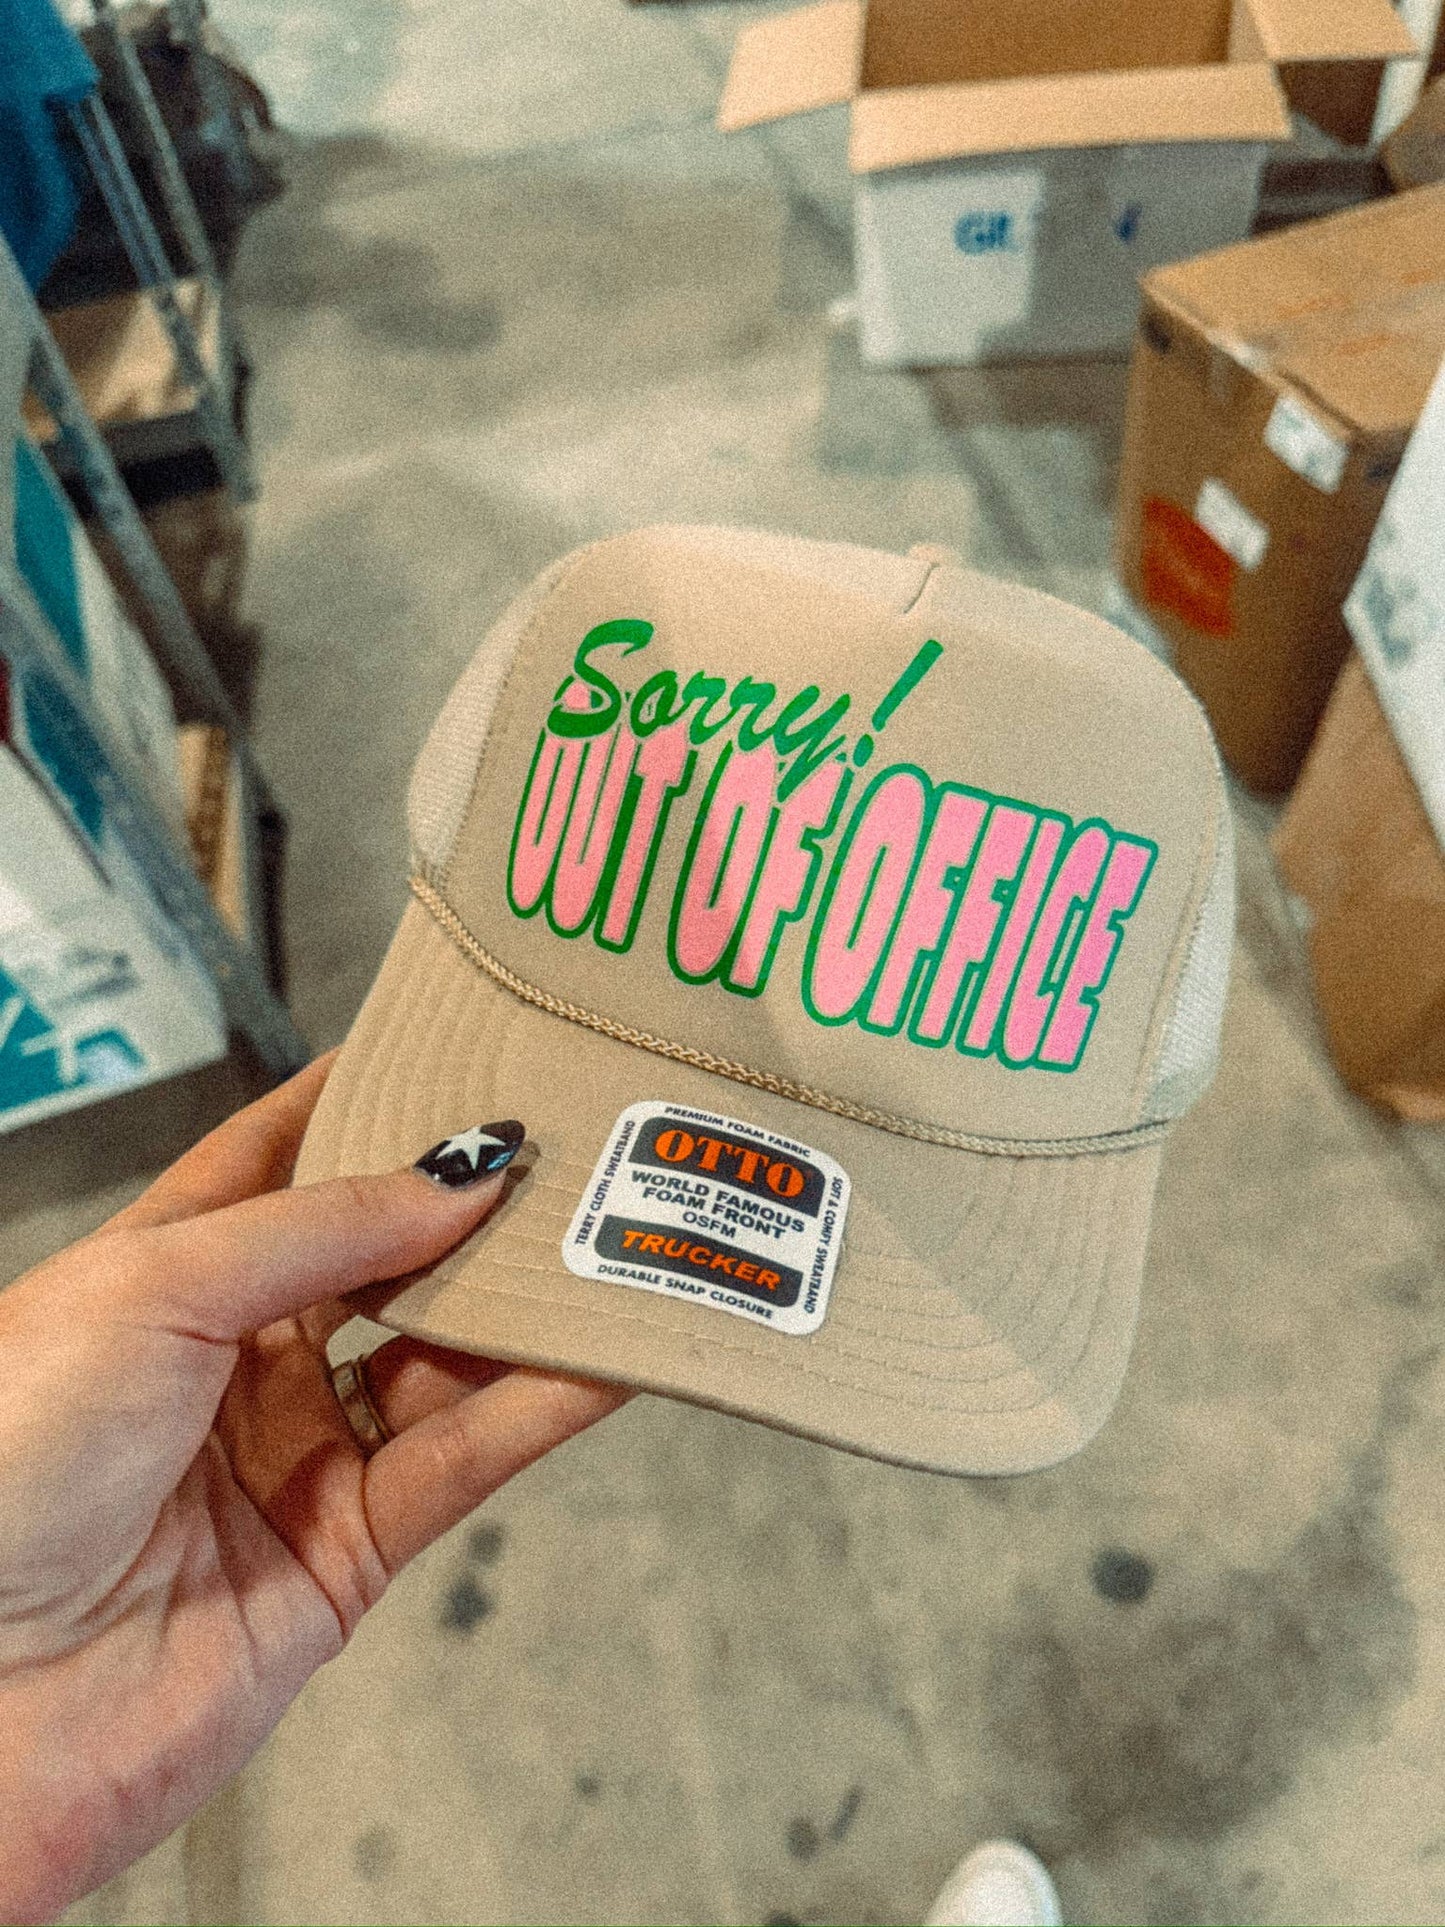 Sorry!
OUT OF OFFICE
PREMIUM FOAM FABRIC
OTTO
WORLD FAMOUS
FOAM FRONT
OSFM
TRUCKER
DURABLE SNAP CLOSURE
TERRY CLOTH SWEATBAND
SOFT & COMFY SWEATBAND